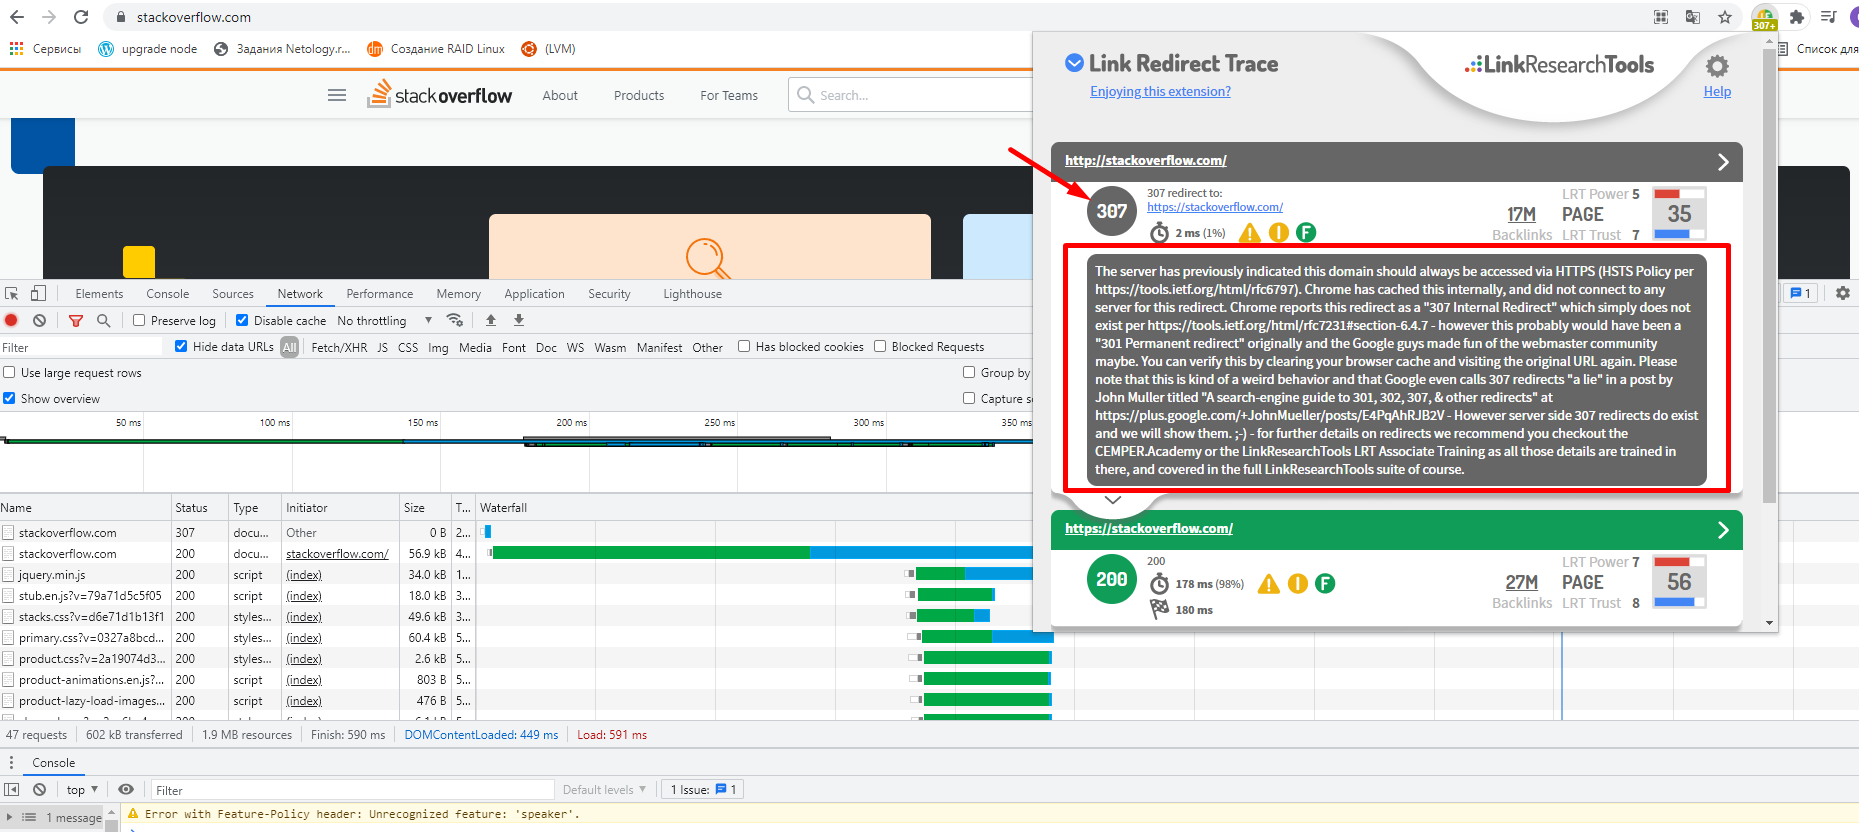 stackoverflow.com
307+
Сервисы
upgrade node
Задания Netology.r...
Создание RAID Linux
(LVM)
Список для
stackoverflow
About
Products
For Teams
Search...
Link Redirect Trace
Enjoying this extension?
LinkResearchTools
Help
http://stackoverflow.com/
307
307 redirect to:
https://stackoverflow.com/
2 ms (1%)
I
F
17M
Backlinks
LRT Power 5
PAGE
LRT Trust 7
35
The server has previously indicated this domain should always be accessed via HTTPS (HSTS Policy per
https://tools.ietf.org/html/rfc6797). Chrome has cached this internally, and did not connect to any
server for this redirect. Chrome reports this redirect as a "307 Internal Redirect" which simply does not
exist per https://tools.ietf.org/html/rfc7231#section-6.4.7 - however this probably would have been a
"301 Permanent redirect" originally and the Google guys made fun of the webmaster community
maybe. You can verify this by clearing your browser cache and visiting the original URL again. Please
note that this is kind of a weird behavior and that Google even calls 307 redirects "a lie" in a post by
John Muller titled "A search-engine guide to 301, 302, 307, & other redirects" at
https://plus.google.com/+JohnMueller/posts/E4PqAhRJB2V - However server side 307 redirects do exist
and we will show them. ;-) - for further details on redirects we recommend you checkout the
CEMPER.Academy or the LinkResearchTools LRT Associate Training as all those details are trained in
there, and covered in the full LinkResearchTools suite of course.
https://stackoverflow.com/
200
200
178 ms (98%)
I
F
180 ms
27M
Backlinks
LRT Power 7
PAGE
LRT Trust 8
56
Elements
Console
Sources
Network
Performance
Memory
Application
Security
Lighthouse
1
Preserve log
Disable cache
No throttling
Filter
Hide data URLs
All
Fetch/XHR
JS
CSS
Img
Media
Font
Doc
WS
Wasm
Manifest
Other
Has blocked cookies
Blocked Requests
Use large request rows
Group by
Show overview
Capture s
50 ms
100 ms
150 ms
200 ms
250 ms
300 ms
350 ms
Name Status Type Initiator Size T... Waterfall
stackoverflow.com 307 docu... Other 0 B 2...
stackoverflow.com 200 docu... stackoverflow.com/ 56.9 kB 4...
jquery.min.js 200 script (index) 34.0 kB 1...
stub.en.js?v=79a71d5c5f05 200 script (index) 18.0 kB 3...
stacks.css?v=d6e71d1b13f1 200 styles... (index) 49.6 kB 3...
primary.css?v=0327a8bcd... 200 styles... (index) 60.4 kB 5...
product.css?v=2a19074d3... 200 styles... (index) 2.6 kB 5...
product-animations.en.js?... 200 script (index) 803 B 5...
product-lazy-load-images... 200 script (index) 476 B 5...
47 requests
602 kB transferred
1.9 MB resources
Finish: 590 ms
DOMContentLoaded: 449 ms
Load: 591 ms
Console
top
Filter
Default levels
1 Issue: 1
1 message
Error with Feature-Policy header: Unrecognized feature: 'speaker'.